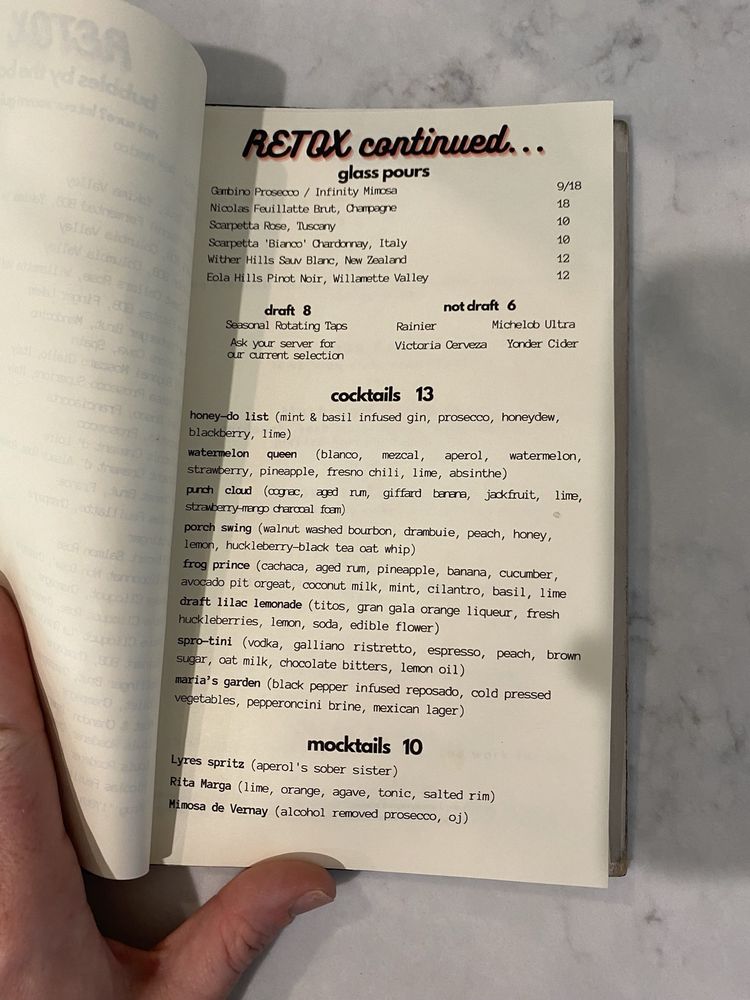 RETOX continued...
glass pours
Gambino Prosecco / Infinity Mimosa 9/18
Nicolas Feuillatte Brut, Champagne 18
Scarpetta Rose, Tuscany 10
Scarpetta 'Bianco' Chardonnay, Italy 10
Wither Hills Sauv Blanc, New Zealand 12
Eola Hills Pinot Noir, Willamette Valley 12
draft 8
Seasonal Rotating Taps
Ask your server for
our current selection
not draft 6
Rainier Michelob Ultra
Victoria Cerveza Yonder Cider
cocktails 13
honey-do list (mint & basil infused gin, prosecco, honeydew,
blackberry, lime)
watermelon queen (blanco, mezcal, aperol, watermelon,
strawberry, pineapple, fresno chili, lime, absinthe)
punch cloud (cognac, aged rum, giffard banana, jackfruit, lime,
strawberry-mango charcoal foam)
porch swing (walnut washed bourbon, drambuie, peach, honey,
lemon, huckleberry-black tea oat whip)
frog prince (cachaca, aged rum, pineapple, banana, cucumber,
avocado pit orgeat, coconut milk, mint, cilantro, basil, lime
draft lilac lemonade (titos, gran gala orange liqueur, fresh
huckleberries, lemon, soda, edible flower)
spro-tini (vodka, galliano ristretto, espresso, peach, brown
sugar, oat milk, chocolate bitters, lemon oil)
maria's garden (black pepper infused reposado, cold pressed
vegetables, pepperoncini brine, mexican lager)
mocktails 10
Lyres spritz (aperol's sober sister)
Rita Marga (lime, orange, agave, tonic, salted rim)
Mimosa de Vernay (alcohol removed prosecco, oj)